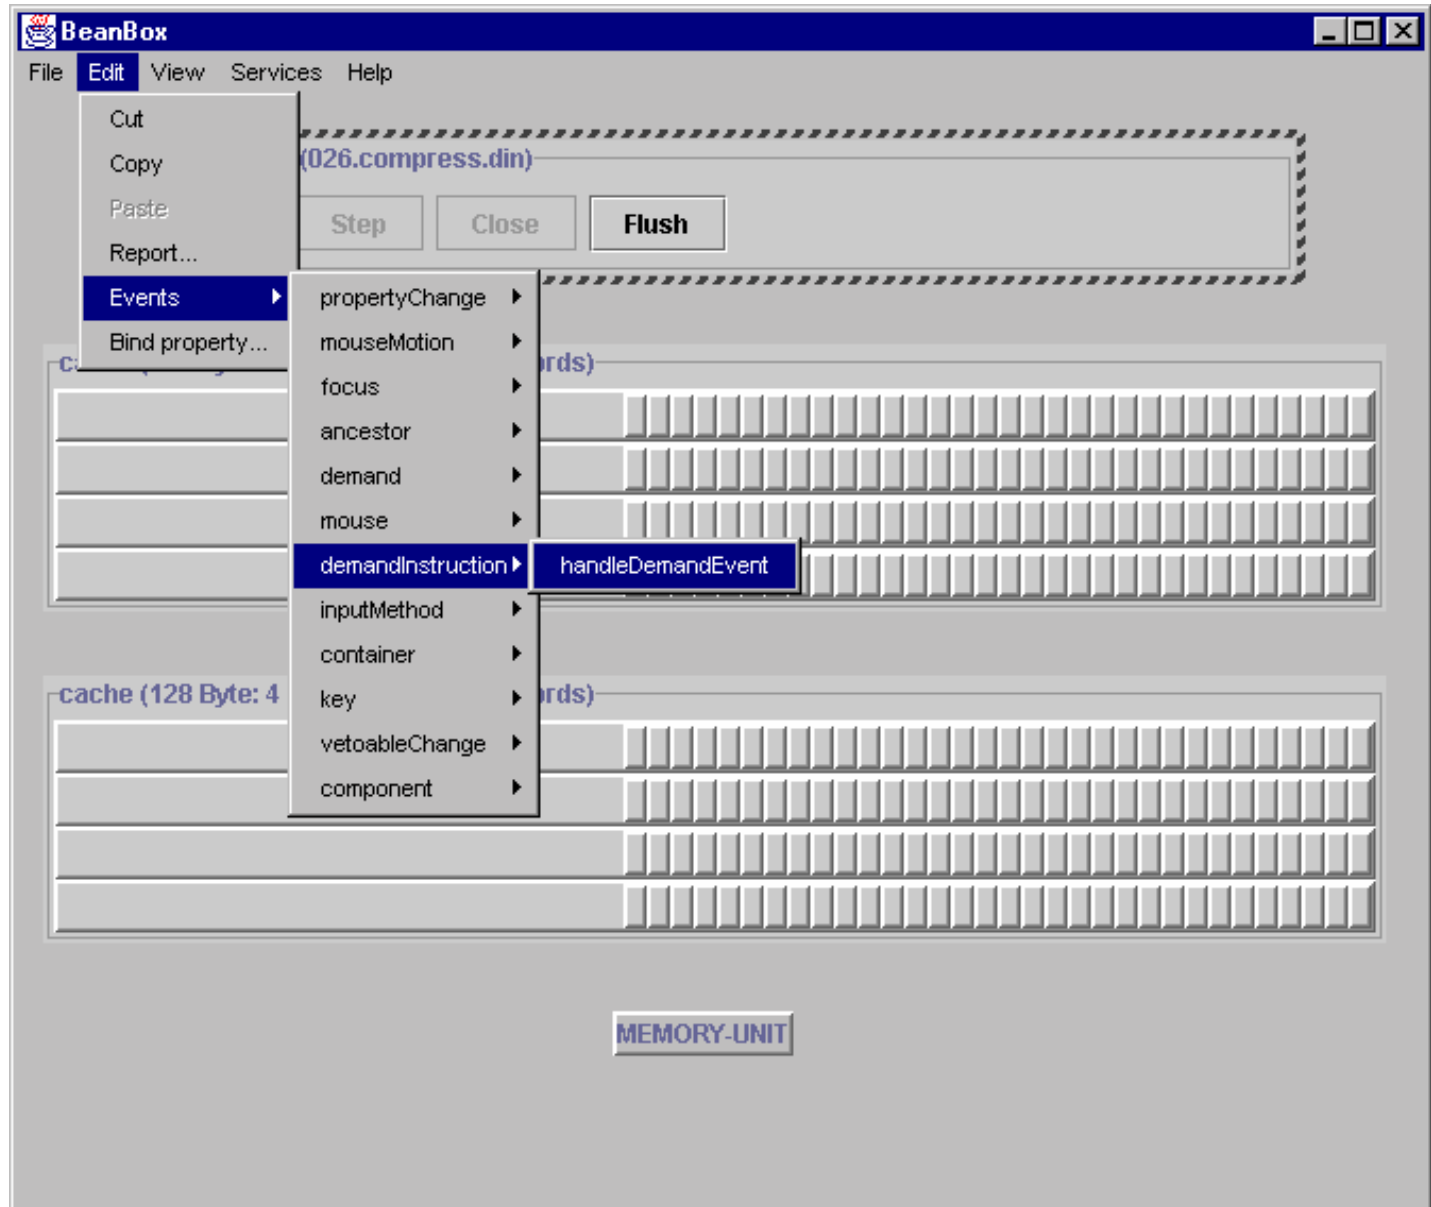 BeanBox
File Edit View Services Help
Cut
Copy
Paste
Report...
Events
Bind property...
(026.compress.din)
Step Close Flush
propertyChange
mouseMotion
focus
ancestor
demand
mouse
demandInstruction
inputMethod
container
key
vetoableChange
component
handleDemandEvent
cache (128 Byte: 4
MEMORY-UNIT